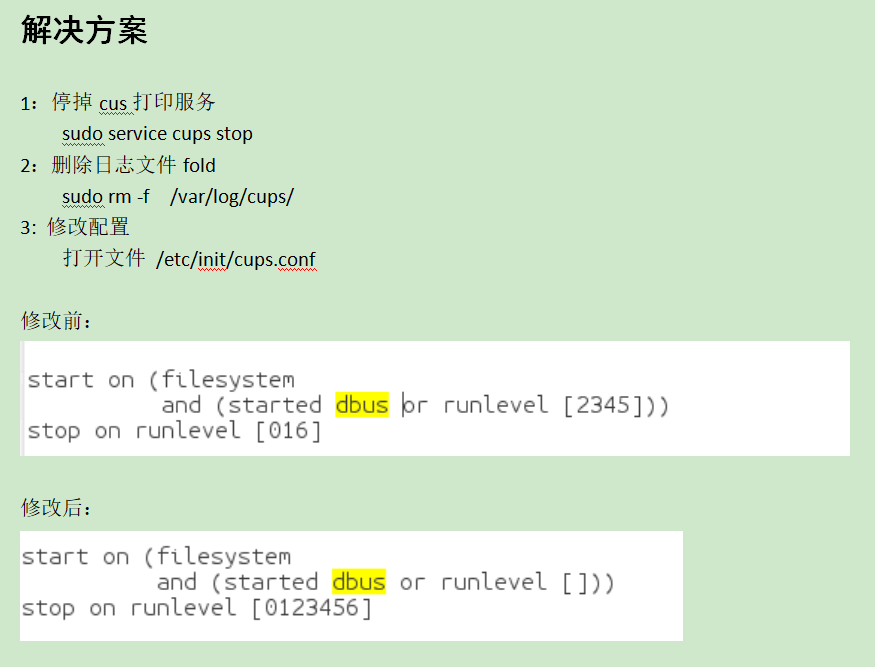 解决方案
1：停掉 cus 打印服务
sudo service cups stop
2：删除日志文件 fold
sudo rm -f /var/log/cups/
3: 修改配置
打开文件 /etc/init/cups.conf
修改前：
start on (filesystem
and (started dbus or runlevel [2345]))
stop on runlevel [016]
修改后：
start on (filesystem
and (started dbus or runlevel []))
stop on runlevel [0123456]